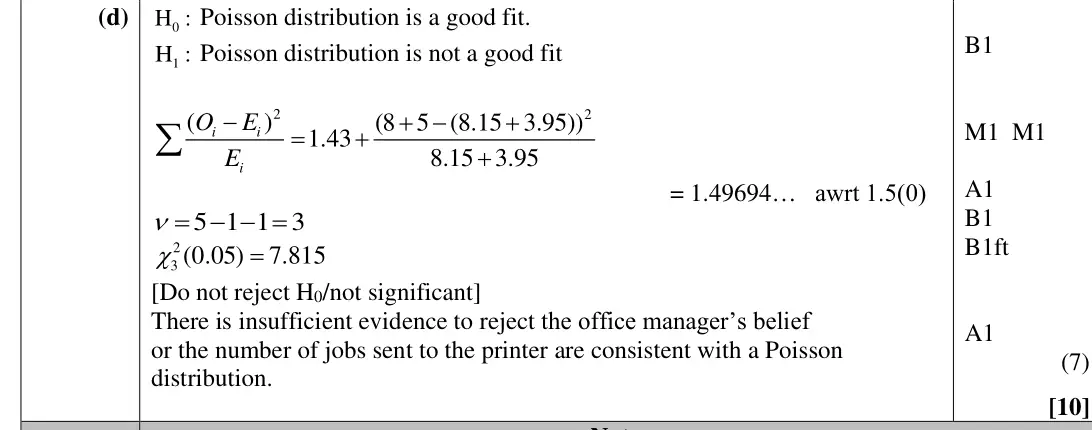 (d) H₀ : Poisson distribution is a good fit.
H₁ : Poisson distribution is not a good fit B1
∑ (Oᵢ − Eᵢ)² / Eᵢ = 1.43 + (8 + 5 − (8.15 + 3.95))² / (8.15 + 3.95) M1 M1
= 1.49694… awrt 1.5(0) A1
ν = 5 − 1 − 1 = 3 B1
χ²₃ (0.05) = 7.815 B1ft
[Do not reject H₀/not significant]
There is insufficient evidence to reject the office manager’s belief
or the number of jobs sent to the printer are consistent with a Poisson A1
distribution. (7)
[10]